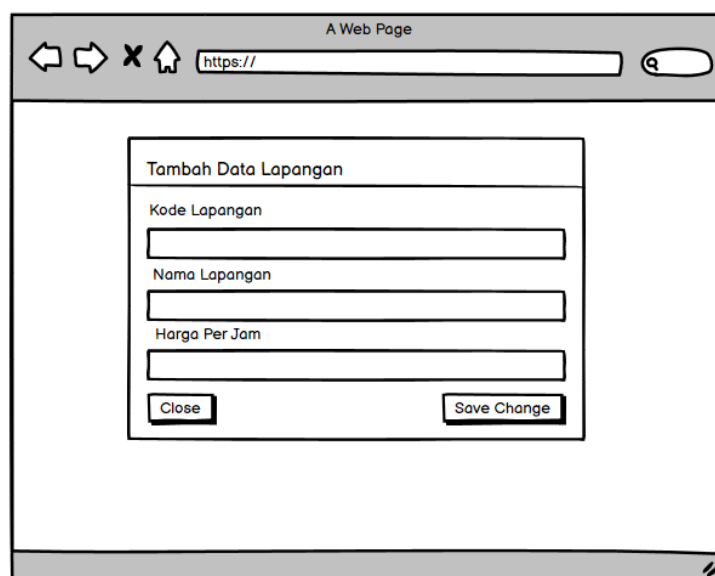 A Web Page
https://
Tambah Data Lapangan
Kode Lapangan
Nama Lapangan
Harga Per Jam
Close
Save Change